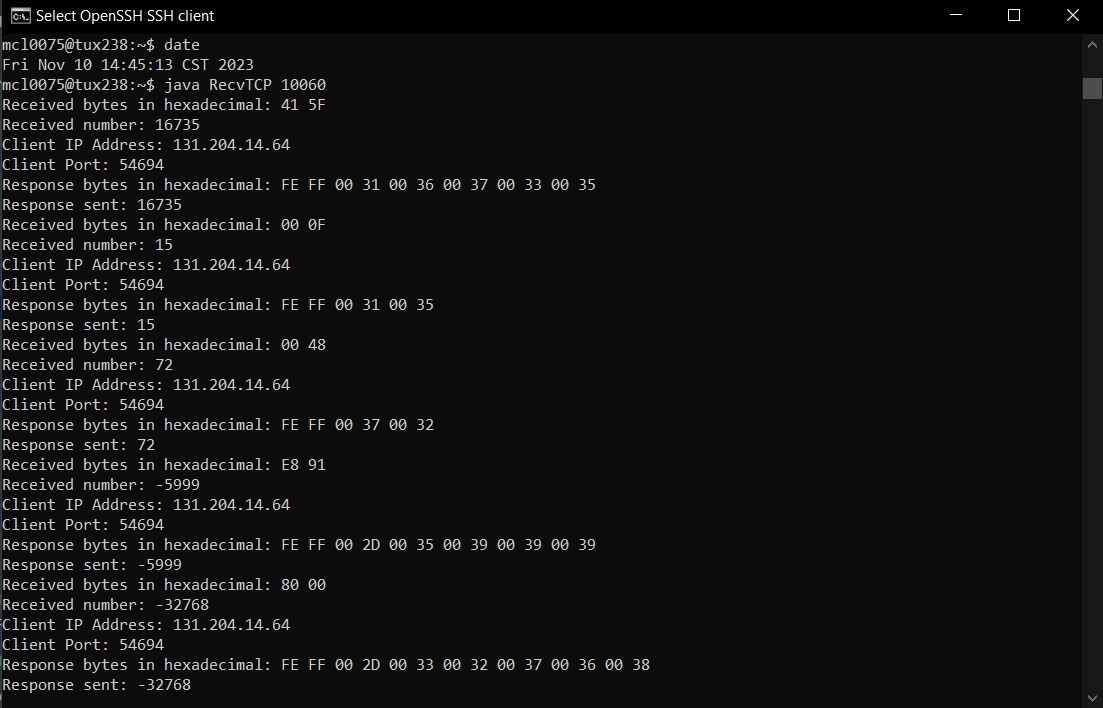 Select OpenSSH SSH client
mcl0075@tux238:~$ date
Fri Nov 10 14:45:13 CST 2023
mcl0075@tux238:~$ java RecvTCP 10060
Received bytes in hexadecimal: 41 5F
Received number: 16735
Client IP Address: 131.204.14.64
Client Port: 54694
Response bytes in hexadecimal: FE FF 00 31 00 36 00 37 00 33 00 35
Response sent: 16735
Received bytes in hexadecimal: 00 0F
Received number: 15
Client IP Address: 131.204.14.64
Client Port: 54694
Response bytes in hexadecimal: FE FF 00 31 00 35
Response sent: 15
Received bytes in hexadecimal: 00 48
Received number: 72
Client IP Address: 131.204.14.64
Client Port: 54694
Response bytes in hexadecimal: FE FF 00 37 00 32
Response sent: 72
Received bytes in hexadecimal: E8 91
Received number: -5999
Client IP Address: 131.204.14.64
Client Port: 54694
Response bytes in hexadecimal: FE FF 00 2D 00 35 00 39 00 39 00 39
Response sent: -5999
Received bytes in hexadecimal: 80 00
Received number: -32768
Client IP Address: 131.204.14.64
Client Port: 54694
Response bytes in hexadecimal: FE FF 00 2D 00 33 00 32 00 37 00 36 00 38
Response sent: -32768